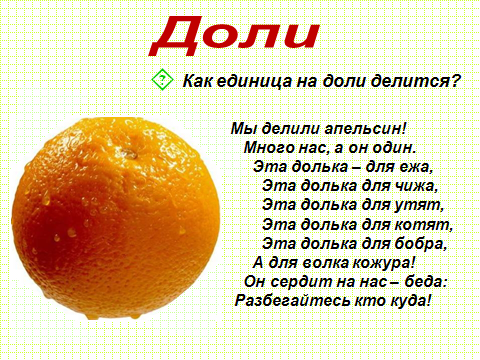 Доли
Как единица на доли делится?
Мы делили апельсин!
Много нас, а он один.
Эта долька – для ежа,
Эта долька для чижа,
Эта долька для утят,
Эта долька для котят,
Эта долька для бобра,
А для волка кожура!
Он сердит на нас – беда:
Разбегайтесь кто куда!